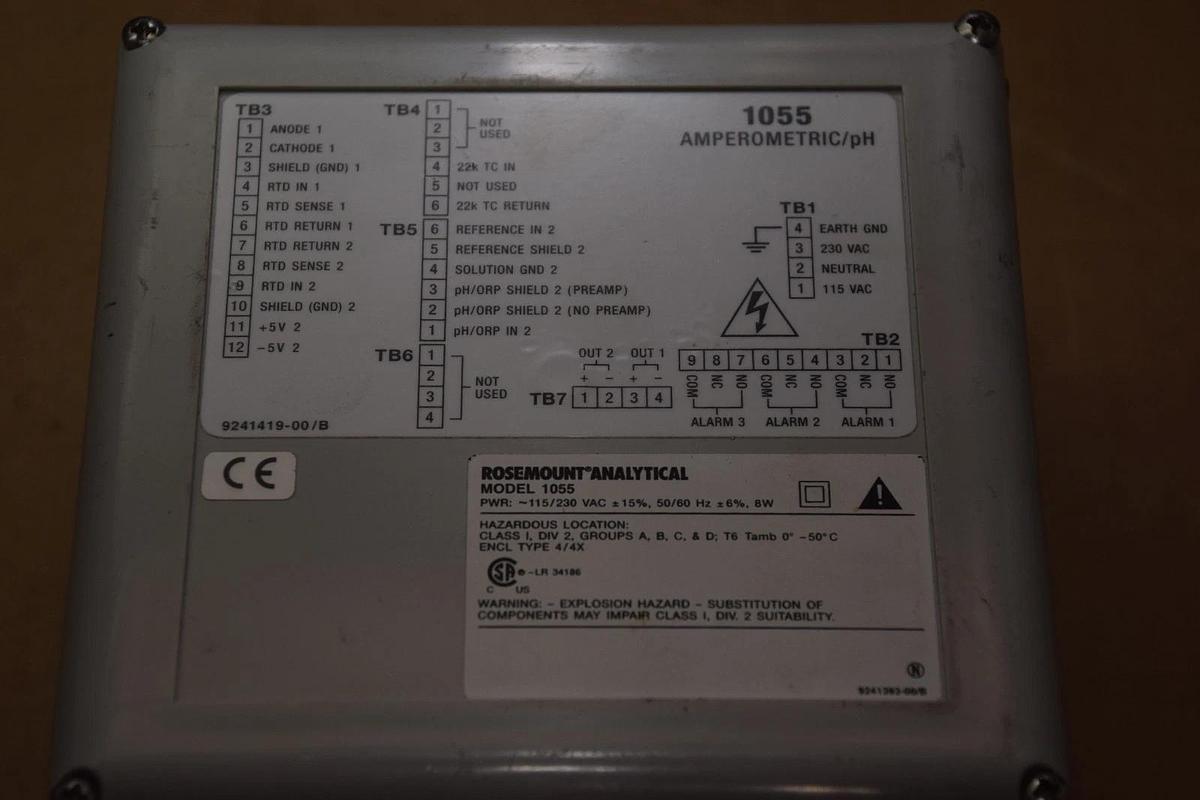 TB3
1 ANODE 1
2 CATHODE 1
3 SHIELD (GND) 1
4 RTD IN 1
5 RTD SENSE 1
6 RTD RETURN 1
7 RTD RETURN 2
8 RTD SENSE 2
9 RTD IN 2
10 SHIELD (GND) 2
11 +5V 2
12 -5V 2
9241419-00/B
TB4
1
2
3
NOT
USED
4 22k TC IN
5 NOT USED
6 22k TC RETURN
TB5
6 REFERENCE IN 2
5 REFERENCE SHIELD 2
4 SOLUTION GND 2
3 pH/ORP SHIELD 2 (PREAMP)
2 pH/ORP SHIELD 2 (NO PREAMP)
1 pH/ORP IN 2
TB6
1
2
3
4
NOT
USED
1055
AMPEROMETRIC/pH
TB1
4 EARTH GND
3 230 VAC
2 NEUTRAL
1 115 VAC
OUT 2 OUT 1
+ - + -
TB7 1 2 3 4
TB2
9 8 7 6 5 4 3 2 1
COM NC NO COM NC NO COM NC NO
ALARM 3 ALARM 2 ALARM 1
CE
ROSEMOUNT® ANALYTICAL
MODEL 1055
PWR: ~115/230 VAC ±15%, 50/60 Hz ±6%, 8W
HAZARDOUS LOCATION:
CLASS I, DIV 2, GROUPS A, B, C, & D; T6 Tamb 0° -50°C
ENCL TYPE 4/4X
SA ® -LR 34186
C US
WARNING: - EXPLOSION HAZARD - SUBSTITUTION OF
COMPONENTS MAY IMPAIR CLASS I, DIV. 2 SUITABILITY.
N
9241383-00/B